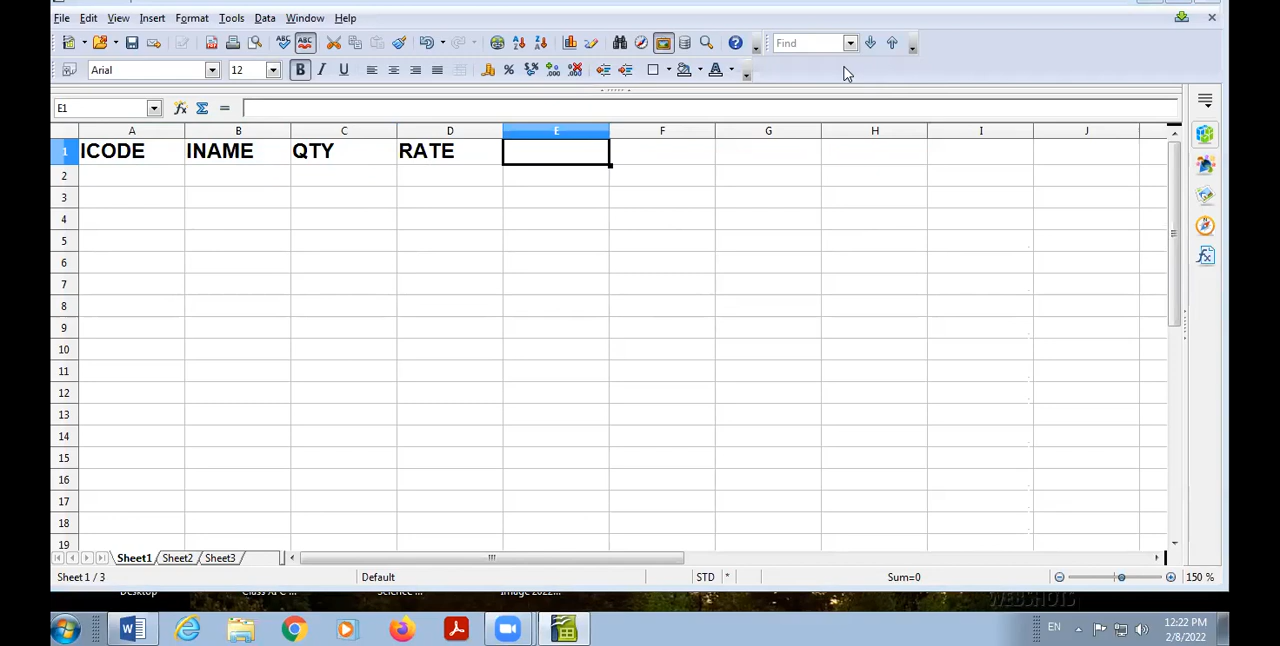 File Edit View Insert Format Tools Data Window Help
Find
Arial 12
E1
A B C D E F G H I J
1 ICODE INAME QTY RATE
2
3
4
5
6
7
8
9
10
11
12
13
14
15
16
17
18
19
Sheet1 Sheet2 Sheet3
Sheet 1 / 3 Default STD * Sum=0 150 %
Desktop
WEBSHOTS
EN 12:22 PM
2/8/2022